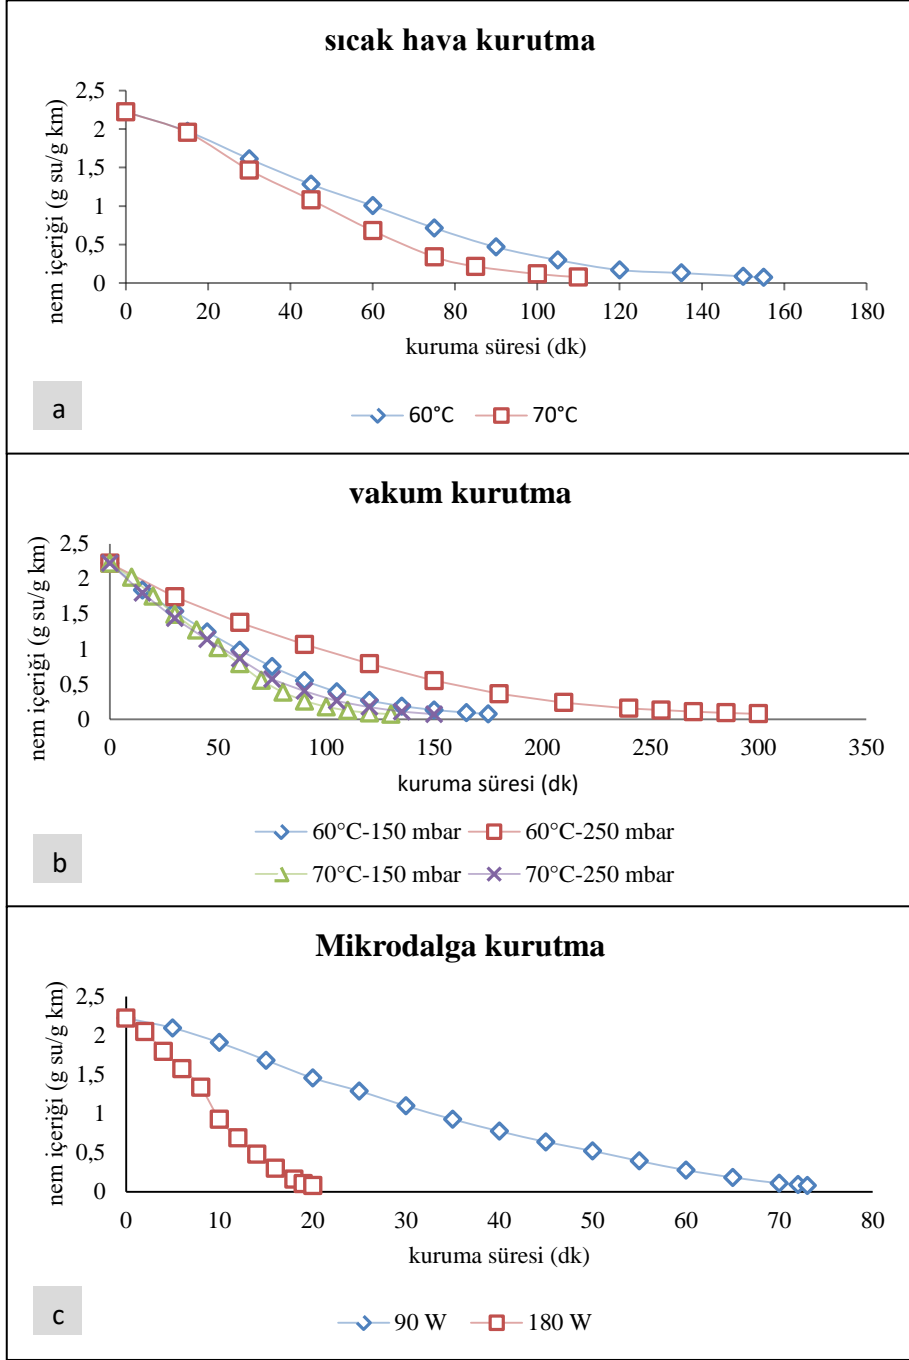 sıcak hava kurutma
nem içeriği (g su/g km)
2,5
2
1,5
1
0,5
0
0 20 40 60 80 100 120 140 160 180
kuruma süresi (dk)
a
60°C 70°C
vakum kurutma
nem içeriği (g su/g km)
2,5
2
1,5
1
0,5
0
0 50 100 150 200 250 300 350
kuruma süresi (dk)
60°C-150 mbar 60°C-250 mbar
b
70°C-150 mbar 70°C-250 mbar
Mikrodalga kurutma
nem içeriği (g su/g km)
2,5
2
1,5
1
0,5
0
0 10 20 30 40 50 60 70 80
kuruma süresi (dk)
c
90 W 180 W